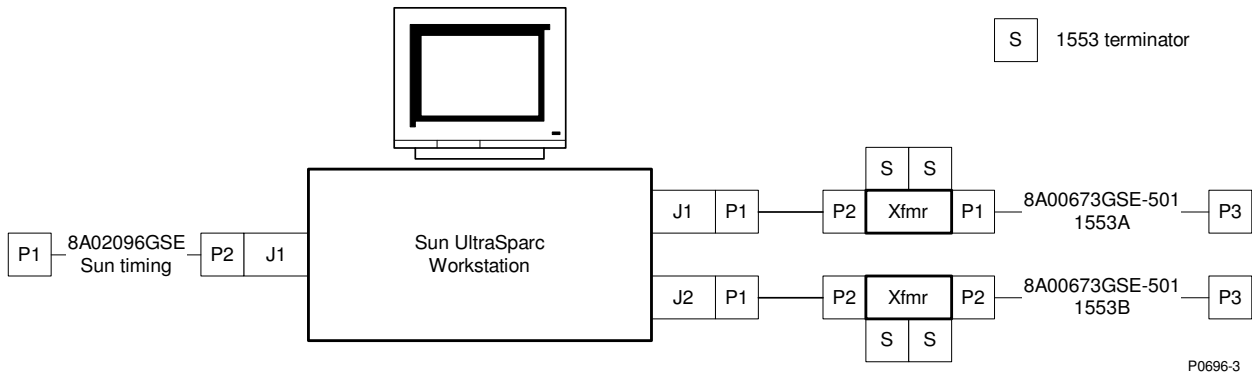 S
1553 terminator
S S
J1 P1 P2 Xfmr P1 8A00673GSE-501 P3
1553A
P1 8A02096GSE P2 J1
Sun timing
Sun UltraSparc
Workstation
J2 P1 P2 Xfmr P2 8A00673GSE-501 P3
1553B
S S
P0696-3